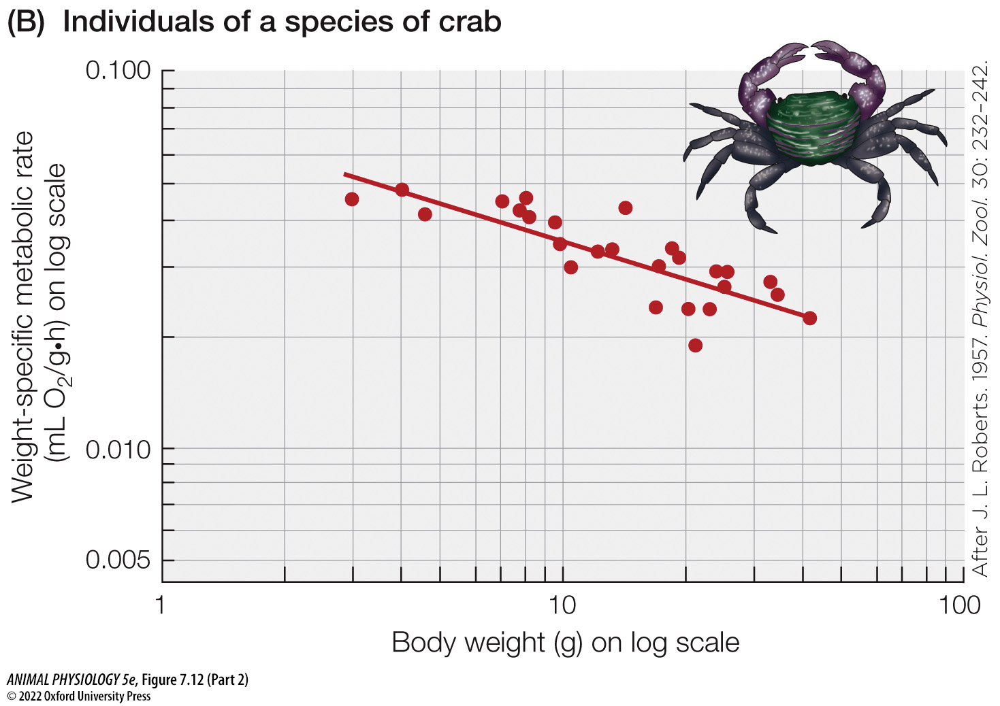 (B) Individuals of a species of crab
0.100
0.010
0.005
Weight-specific metabolic rate
(mL O₂/g•h) on log scale
1
10
100
Body weight (g) on log scale
After J. L. Roberts. 1957. Physiol. Zool. 30: 232–242.
ANIMAL PHYSIOLOGY 5e, Figure 7.12 (Part 2)
© 2022 Oxford University Press